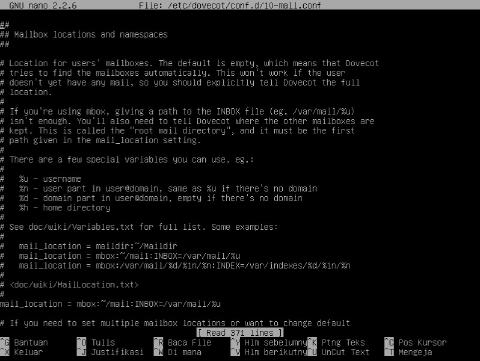 GNU nano 2.2.6 File: /etc/dovecot/conf.d/10-mail.conf
##
## Mailbox locations and namespaces
##
# Location for users' mailboxes. The default is empty, which means that Dovecot
# tries to find the mailboxes automatically. This won't work if the user
# doesn't yet have any mail, so you should explicitly tell Dovecot the full
# location.
#
# If you're using mbox, giving a path to the INBOX file (eg. /var/mail/%u)
# isn't enough. You'll also need to tell Dovecot where the other mailboxes are
# kept. This is called the "root mail directory", and it must be the first
# path given in the mail_location setting.
#
# There are a few special variables you can use, eg.:
#
# %u - username
# %n - user part in user@domain, same as %u if there's no domain
# %d - domain part in user@domain, empty if there's no domain
# %h - home directory
#
# See doc/wiki/Variables.txt for full list. Some examples:
#
# mail_location = maildir:~/Maildir
# mail_location = mbox:~/mail:INBOX=/var/mail/%u
# mail_location = mbox:/var/mail/%d/%1n/%n:INDEX=/var/indexes/%d/%1n/%n
#
# <doc/wiki/MailLocation.txt>
#
mail_location = mbox:~/mail:INBOX=/var/mail/%u
# If you need to set multiple mailbox locations or want to change default
[ Read 371 lines ]
^G Bantuan ^O Tulis ^R Baca File ^Y Hlm sebelumny ^K Ptng Teks ^C Pos Kursor
^X Keluar ^J Justifikasi ^W Di mana ^V Hlm berikutny ^U UnCut Text ^T Mengeja